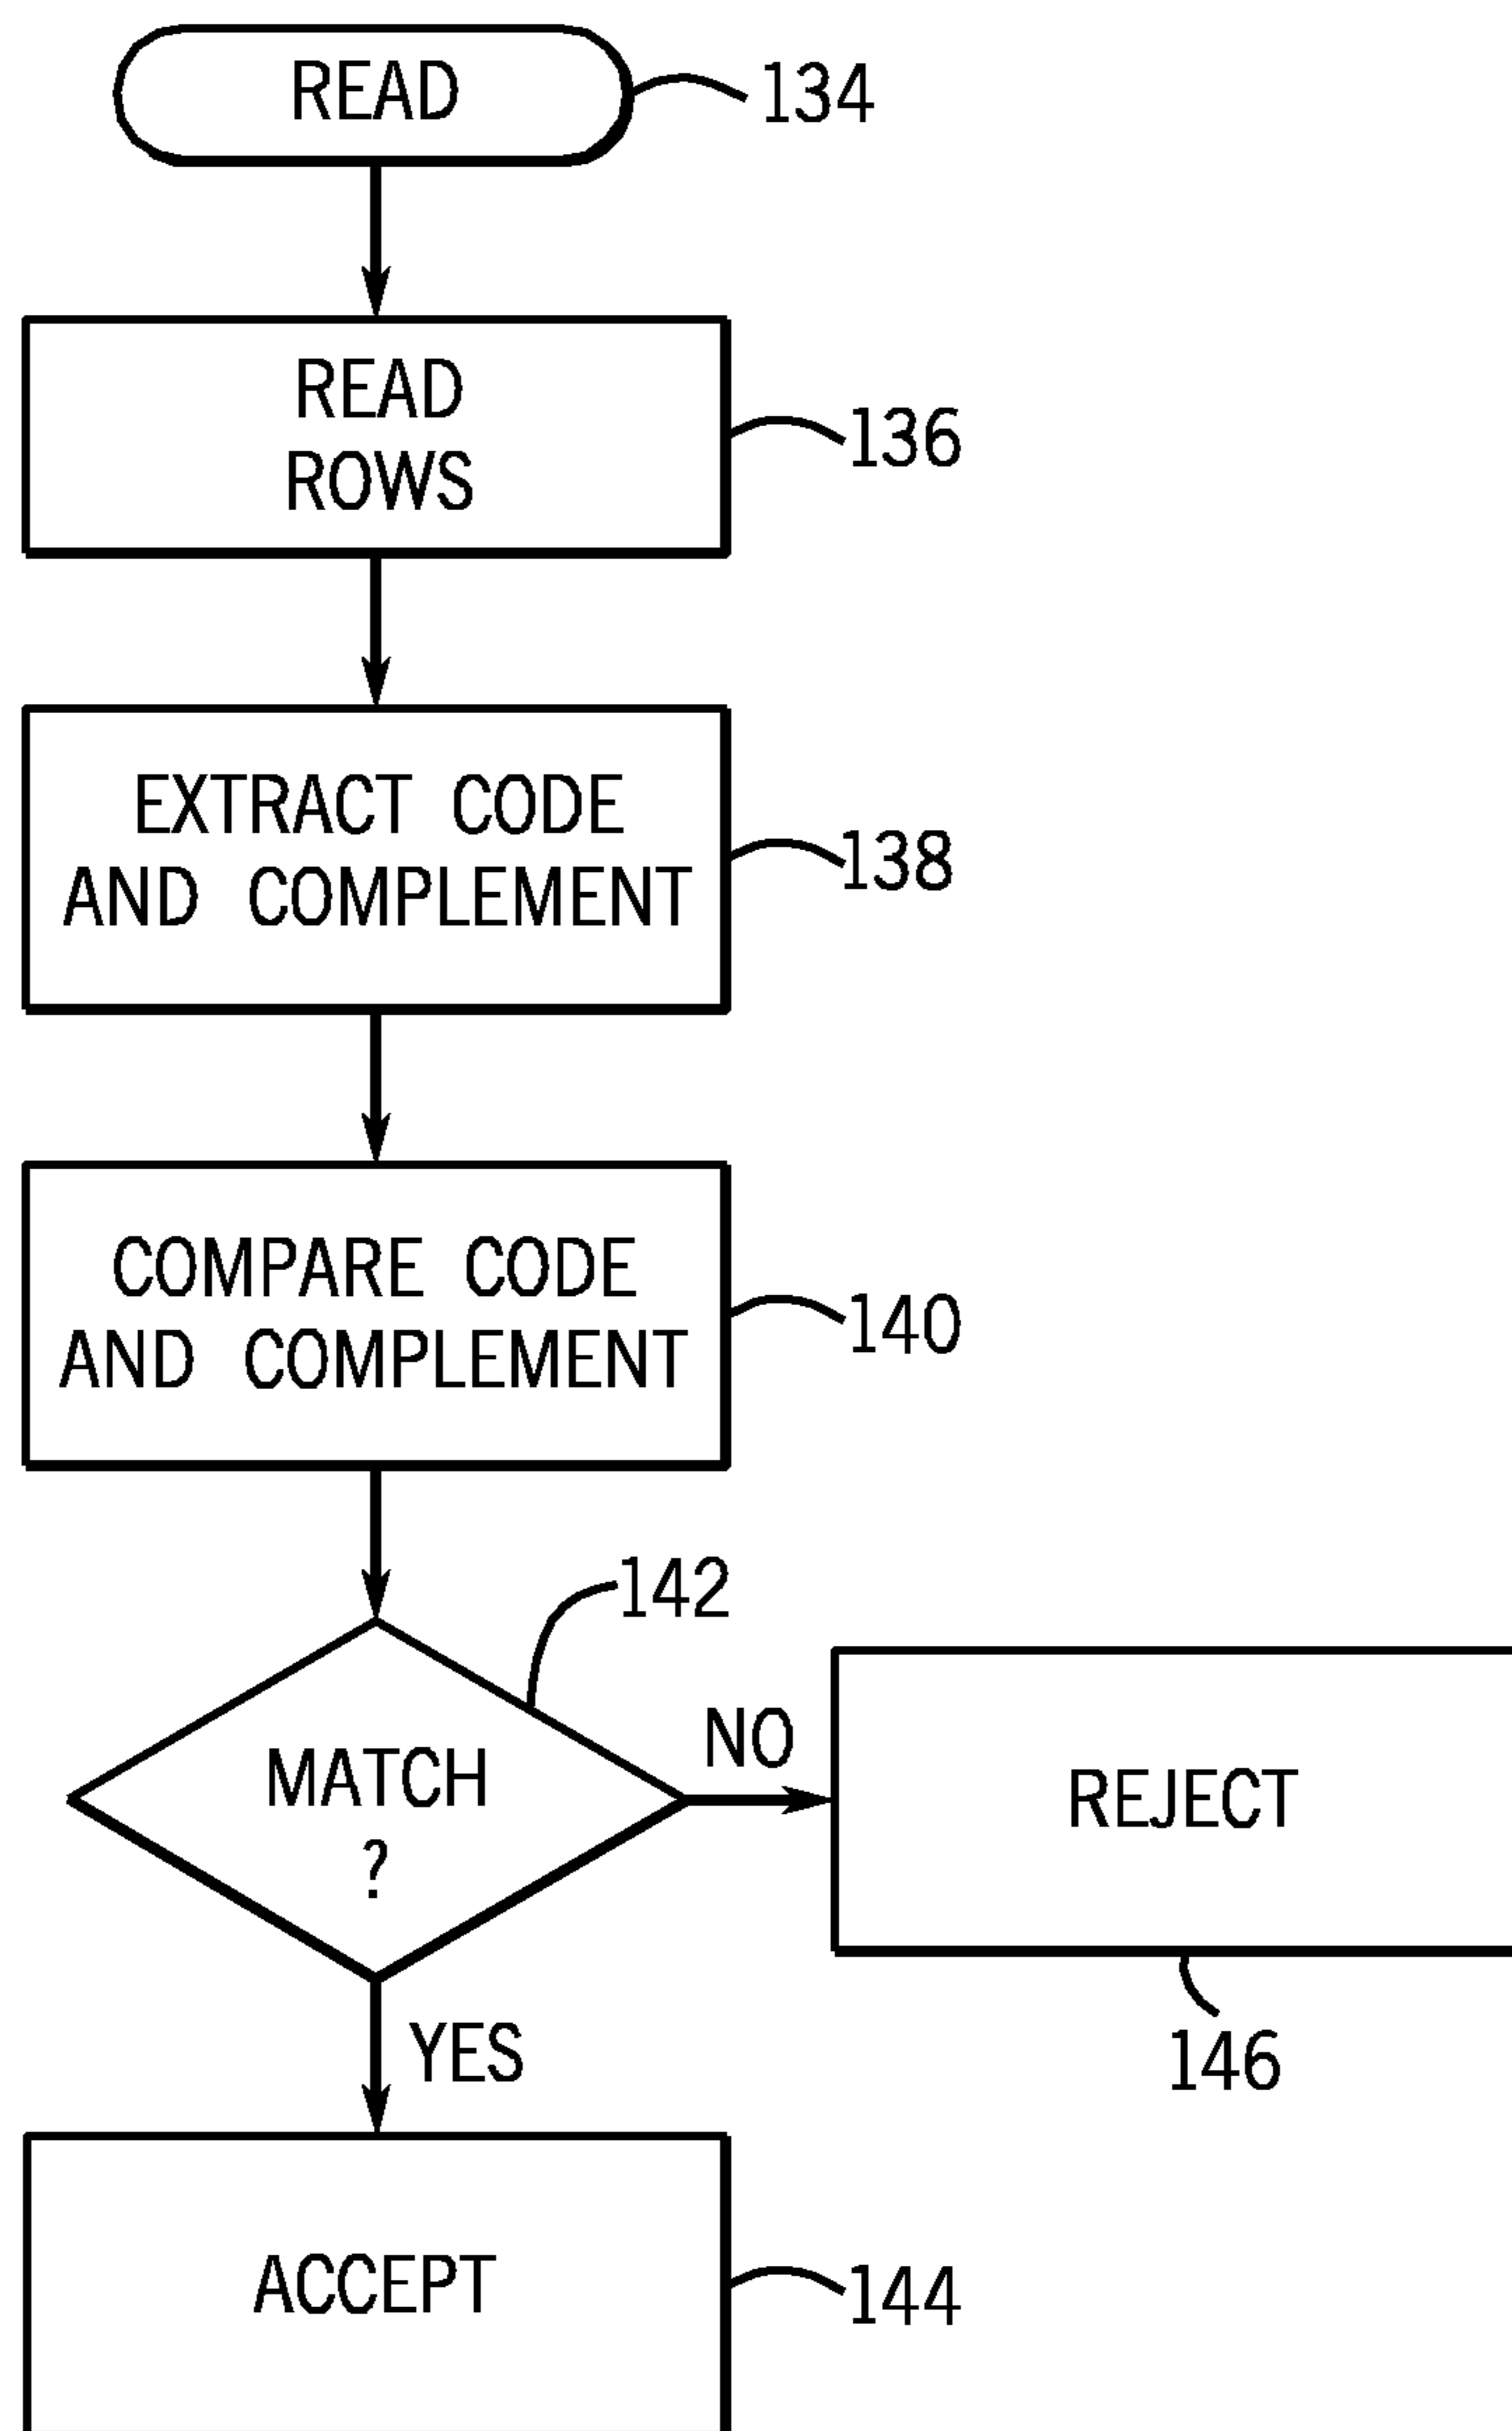 READ
134
READ
ROWS
136
EXTRACT CODE
AND COMPLEMENT
138
COMPARE CODE
AND COMPLEMENT
140
142
MATCH
?
NO
REJECT
146
YES
ACCEPT
144